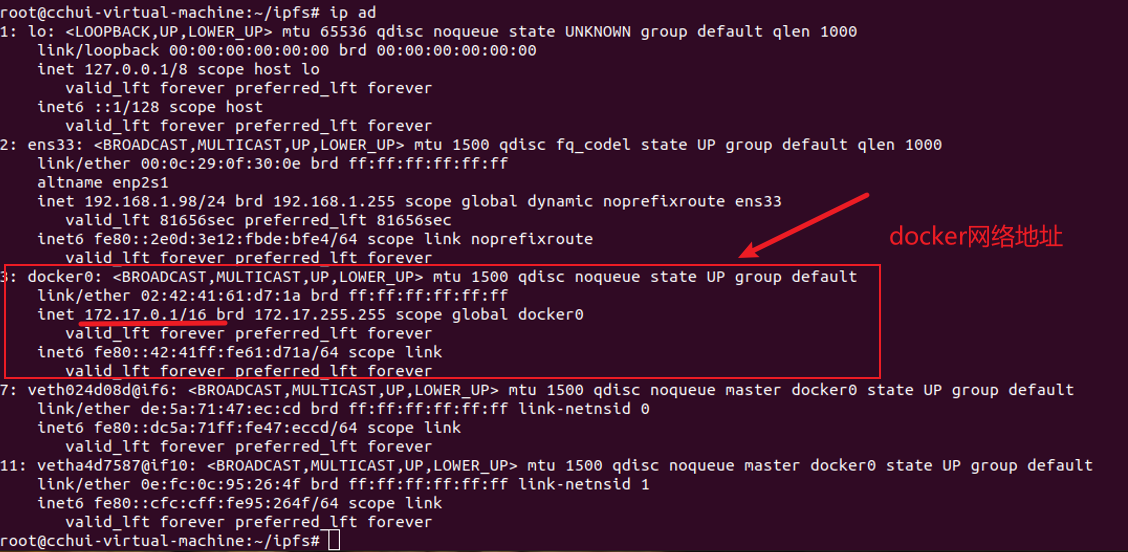 root@cchui-virtual-machine:~/ipfs# ip ad
1: lo: <LOOPBACK,UP,LOWER_UP> mtu 65536 qdisc noqueue state UNKNOWN group default qlen 1000
    link/loopback 00:00:00:00:00:00 brd 00:00:00:00:00:00
    inet 127.0.0.1/8 scope host lo
       valid_lft forever preferred_lft forever
    inet6 ::1/128 scope host
       valid_lft forever preferred_lft forever
2: ens33: <BROADCAST,MULTICAST,UP,LOWER_UP> mtu 1500 qdisc fq_codel state UP group default qlen 1000
    link/ether 00:0c:29:0f:30:0e brd ff:ff:ff:ff:ff:ff
    altname enp2s1
    inet 192.168.1.98/24 brd 192.168.1.255 scope global dynamic noprefixroute ens33
       valid_lft 81656sec preferred_lft 81656sec
    inet6 fe80::2e0d:3e12:fbde:bfe4/64 scope link noprefixroute
       valid_lft forever preferred_lft forever
docker网络地址
3: docker0: <BROADCAST,MULTICAST,UP,LOWER_UP> mtu 1500 qdisc noqueue state UP group default
    link/ether 02:42:41:61:d7:1a brd ff:ff:ff:ff:ff:ff
    inet 172.17.0.1/16 brd 172.17.255.255 scope global docker0
       valid_lft forever preferred_lft forever
    inet6 fe80::42:41ff:fe61:d71a/64 scope link
       valid_lft forever preferred_lft forever
7: veth024d08d@if6: <BROADCAST,MULTICAST,UP,LOWER_UP> mtu 1500 qdisc noqueue master docker0 state UP group default
    link/ether de:5a:71:47:ec:cd brd ff:ff:ff:ff:ff:ff link-netnsid 0
    inet6 fe80::dc5a:71ff:fe47:eccd/64 scope link
       valid_lft forever preferred_lft forever
11: vetha4d7587@if10: <BROADCAST,MULTICAST,UP,LOWER_UP> mtu 1500 qdisc noqueue master docker0 state UP group default
    link/ether 0e:fc:0c:95:26:4f brd ff:ff:ff:ff:ff:ff link-netnsid 1
    inet6 fe80::cfc:cff:fe95:264f/64 scope link
       valid_lft forever preferred_lft forever
root@cchui-virtual-machine:~/ipfs#